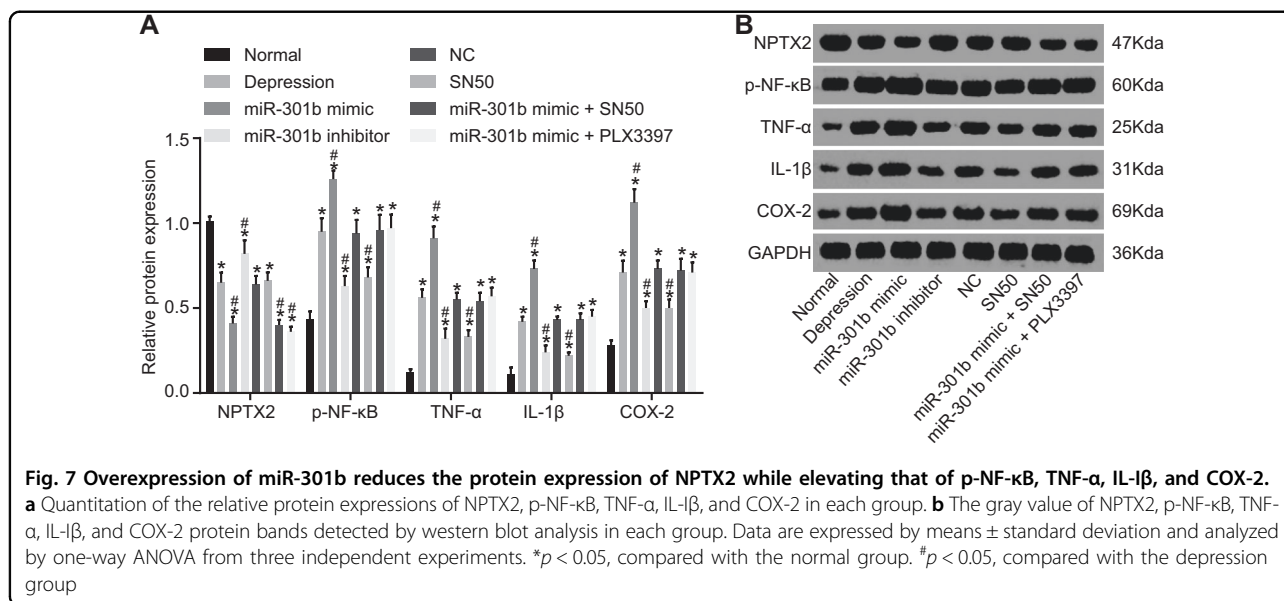 A
Normal
Depression
miR-301b mimic
miR-301b inhibitor
NC
SN50
miR-301b mimic + SN50
miR-301b mimic + PLX3397
Relative protein expression
1.5
1.0
0.5
0.0
* #* #* * * #* #*
* #* #* * #* * *
* #* #* * #* * *
* #* #* * #* * *
* #* #* * #* * *
NPTX2 p-NF-κB TNF-α IL-1β COX-2
B
NPTX2 47Kda
p-NF-κB 60Kda
TNF-α 25Kda
IL-1β 31Kda
COX-2 69Kda
GAPDH 36Kda
Normal
Depression
miR-301b mimic
miR-301b inhibitor
NC
SN50
miR-301b mimic + SN50
miR-301b mimic + PLX3397
Fig. 7 Overexpression of miR-301b reduces the protein expression of NPTX2 while elevating that of p-NF-κB, TNF-α, IL-Iβ, and COX-2.
a Quantitation of the relative protein expressions of NPTX2, p-NF-κB, TNF-α, IL-Iβ, and COX-2 in each group. b The gray value of NPTX2, p-NF-κB, TNF-
α, IL-Iβ, and COX-2 protein bands detected by western blot analysis in each group. Data are expressed by means ± standard deviation and analyzed
by one-way ANOVA from three independent experiments. *p < 0.05, compared with the normal group. #p < 0.05, compared with the depression
group